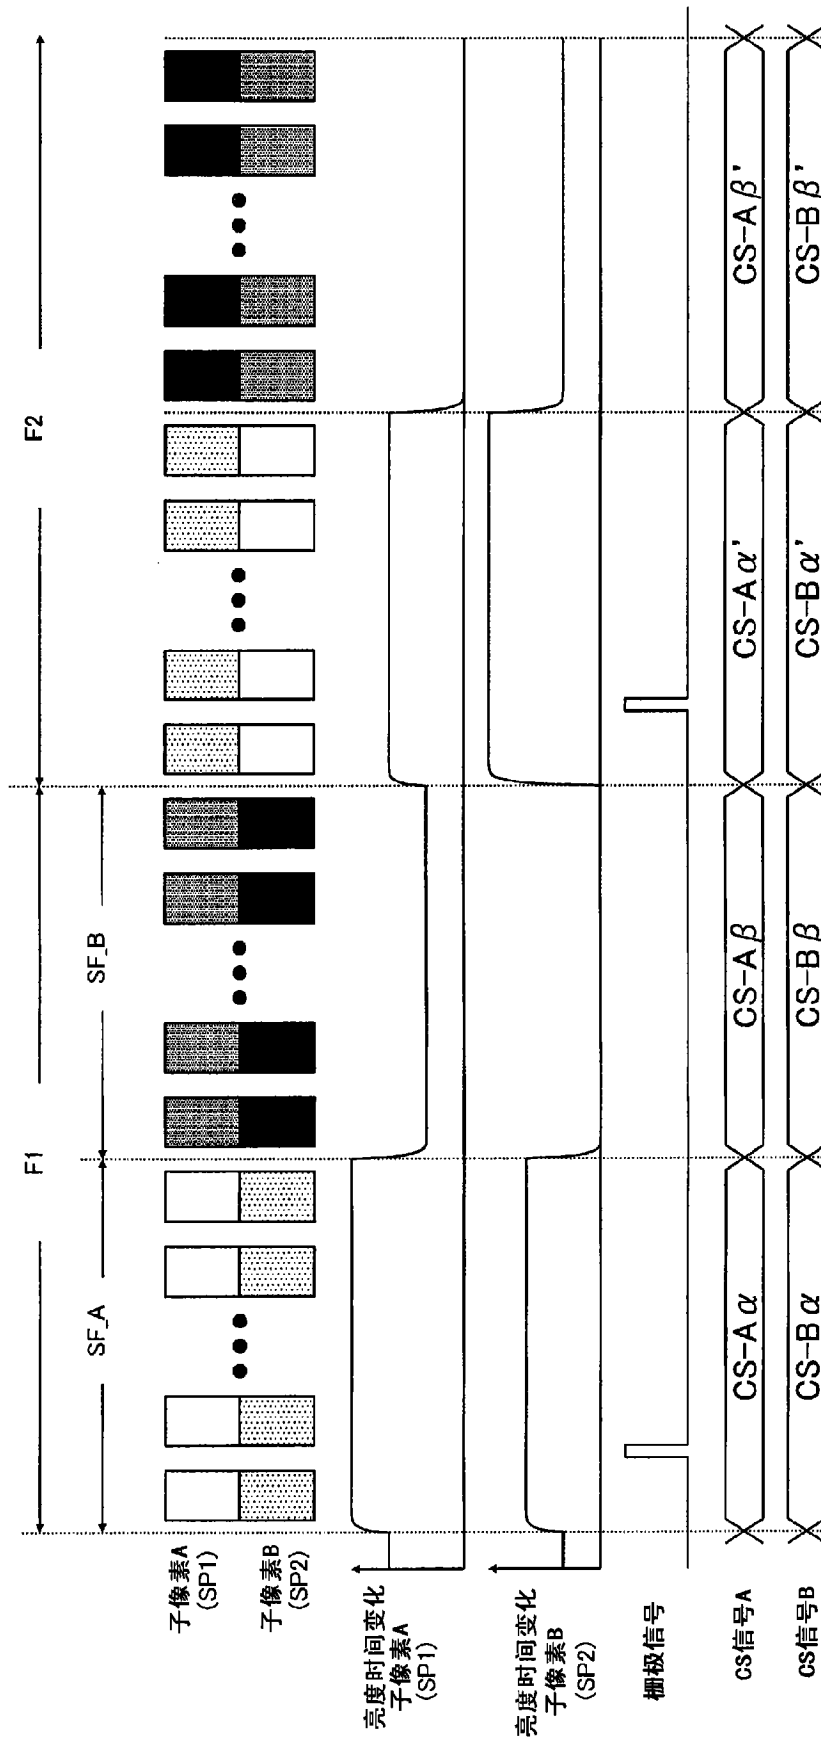 F1
F2
SF_A
SF_B
子像素A
(SP1)
子像素B
(SP2)
亮度时间变化
子像素A
(SP1)
亮度时间变化
子像素B
(SP2)
栅极信号
CS信号A
CS-Aα
CS-Aβ
CS-Aα'
CS-Aβ'
CS信号B
CS-Bα
CS-Bβ
CS-Bα'
CS-Bβ'